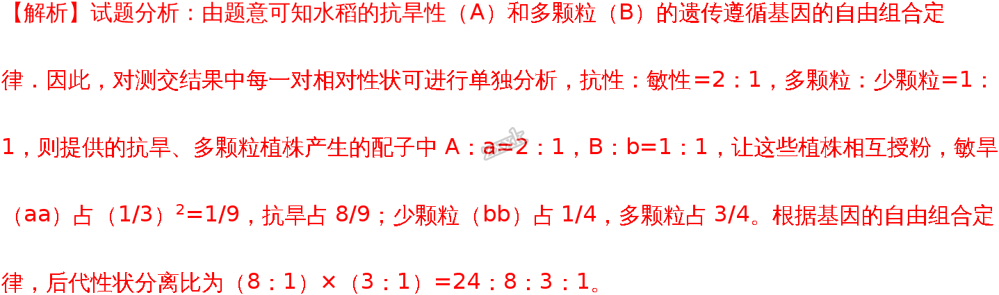 【解析】试题分析：由题意可知水稻的抗旱性（A）和多颗粒（B）的遗传遵循基因的自由组合定
律．因此，对测交结果中每一对相对性状可进行单独分析，抗性：敏性=2：1，多颗粒：少颗粒=1：
1，则提供的抗旱、多颗粒植株产生的配子中 A：a=2：1，B：b=1：1，让这些植株相互授粉，敏旱
（aa）占（1/3）²=1/9，抗旱占 8/9；少颗粒（bb）占 1/4，多颗粒占 3/4。根据基因的自由组合定
律，后代性状分离比为（8：1）×（3：1）=24：8：3：1。